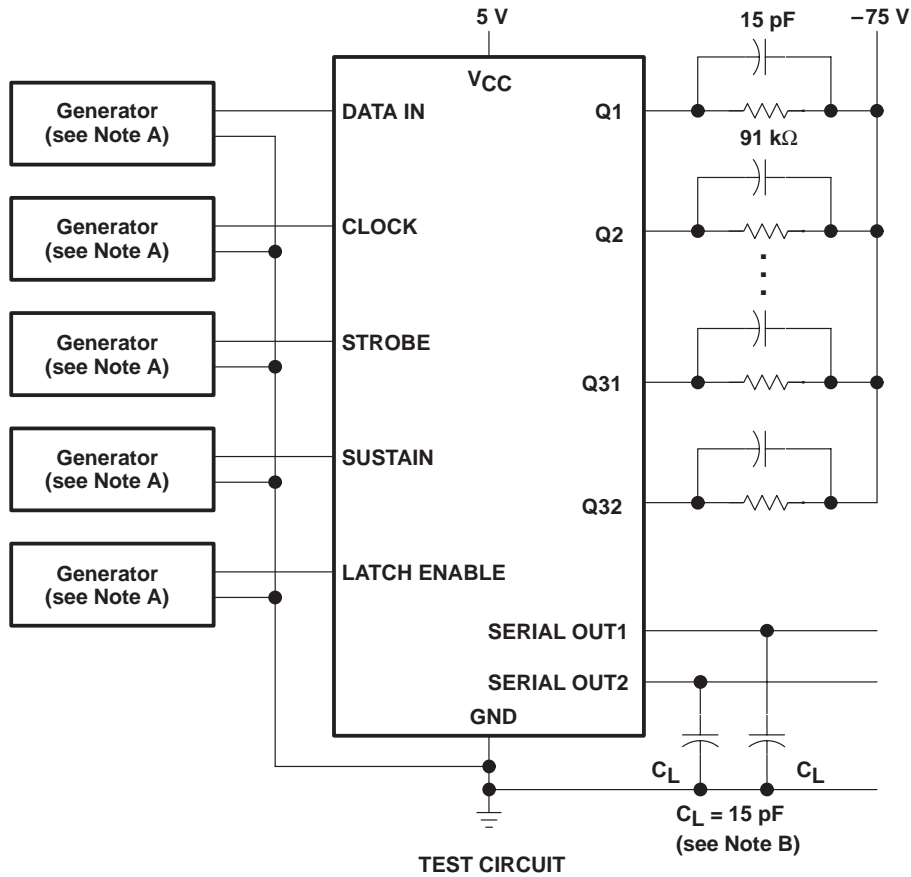 5 V
15 pF
–75 V
VCC
Generator
(see Note A)
DATA IN
Q1
91 kΩ
Generator
(see Note A)
CLOCK
Q2
Generator
(see Note A)
STROBE
Q31
Generator
(see Note A)
SUSTAIN
Q32
Generator
(see Note A)
LATCH ENABLE
SERIAL OUT1
SERIAL OUT2
GND
CL
CL
CL = 15 pF
(see Note B)
TEST CIRCUIT